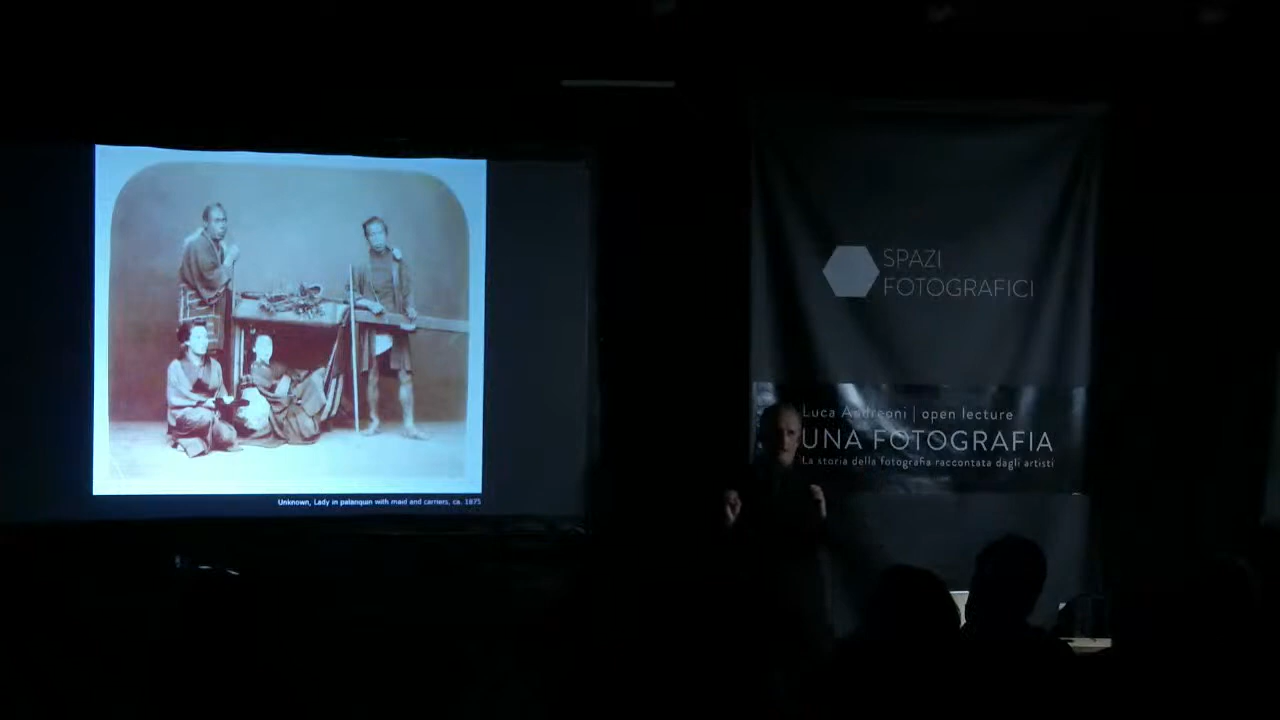 Unknown, Lady in palanquin with maid and carriers, ca. 1875
SPAZI
FOTOGRAFICI
Luca Andreoni | open lecture
UNA FOTOGRAFIA
La storia della fotografia raccontata dagli artisti